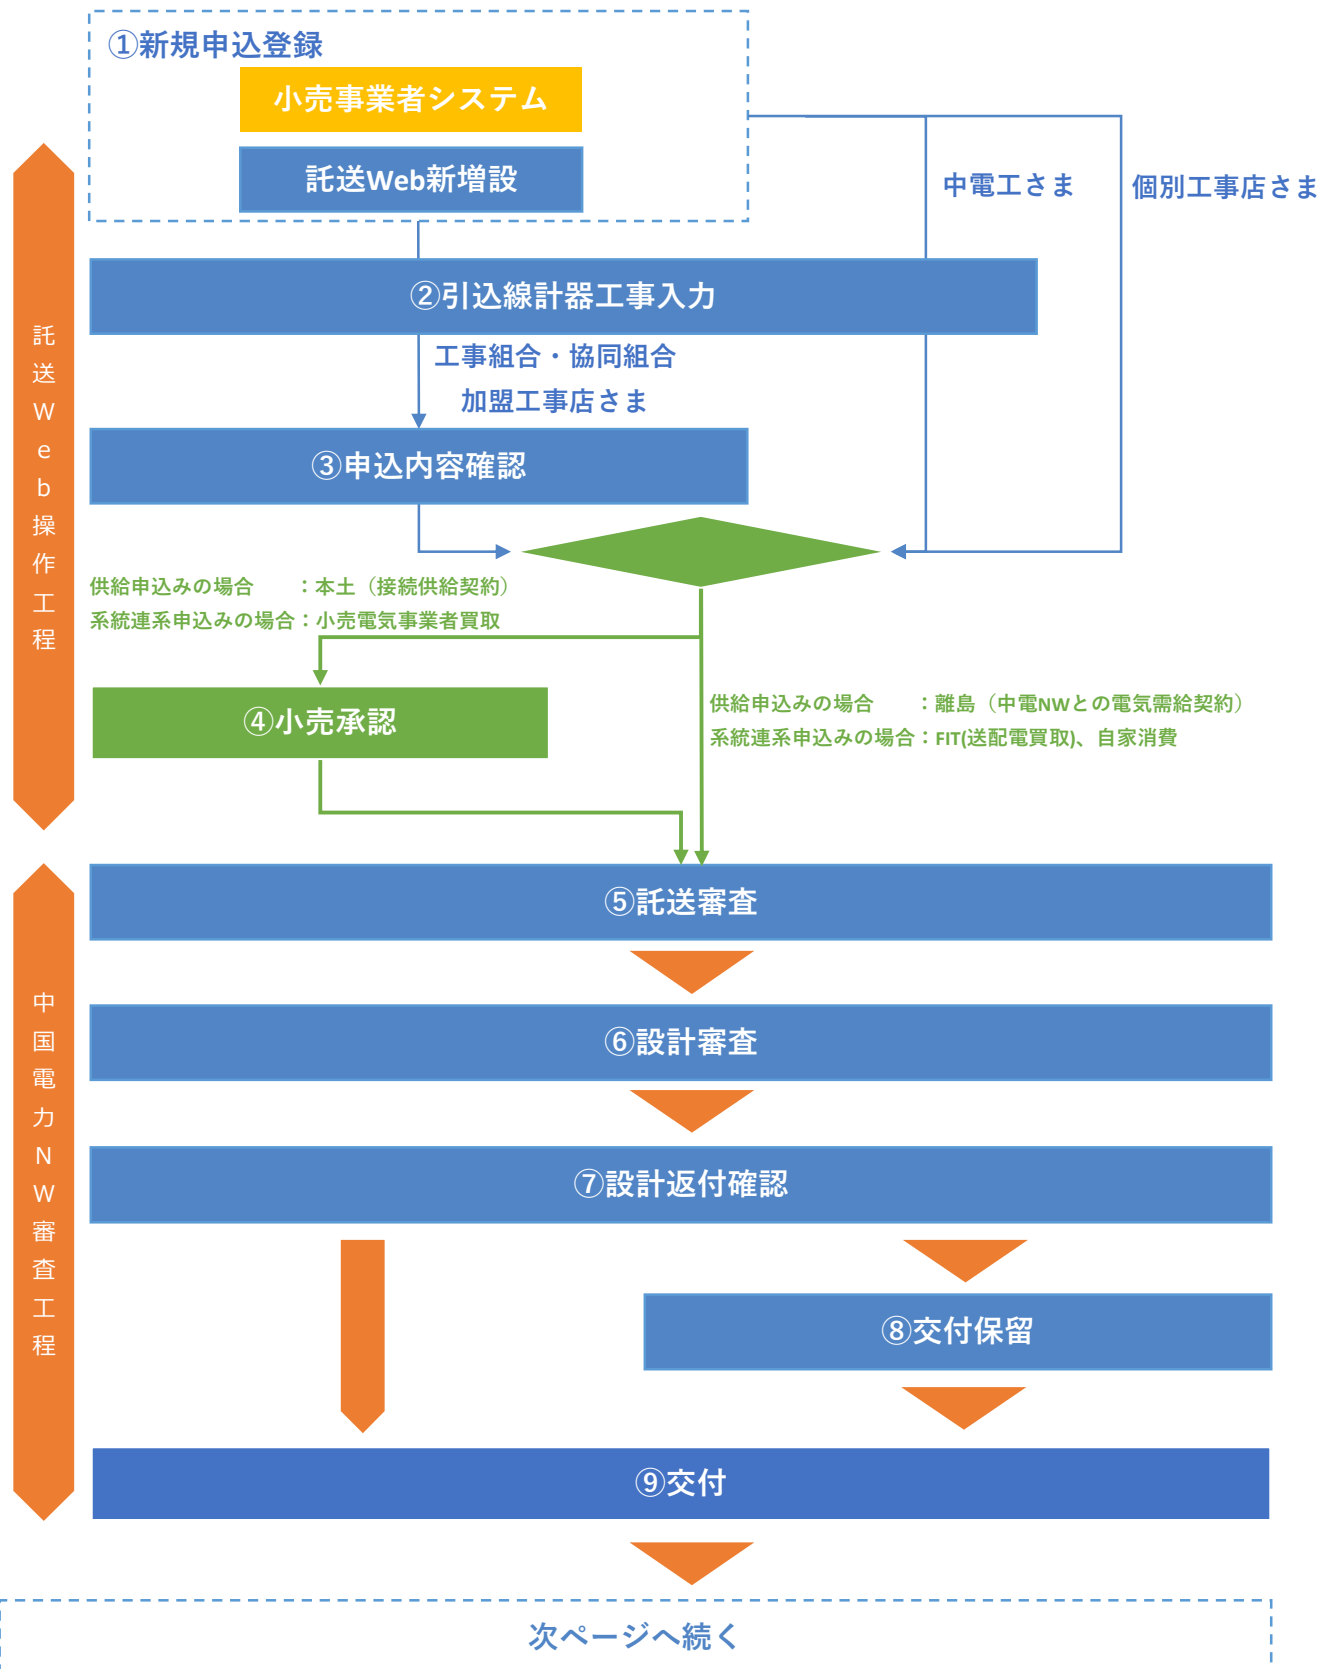 ①新規申込登録
小売事業者システム
託送Web新増設
中電工さま
個別工事店さま
②引込線計器工事入力
工事組合・協同組合
加盟工事店さま
③申込内容確認
供給申込みの場合　　：本土（接続供給契約）
系統連系申込みの場合：小売電気事業者買取
④小売承認
供給申込みの場合　　：離島（中電NWとの電気需給契約）
系統連系申込みの場合：FIT(送配電買取)、自家消費
託送Web操作工程
⑤託送審査
⑥設計審査
⑦設計返付確認
⑧交付保留
⑨交付
中国電力NW審査工程
次ページへ続く